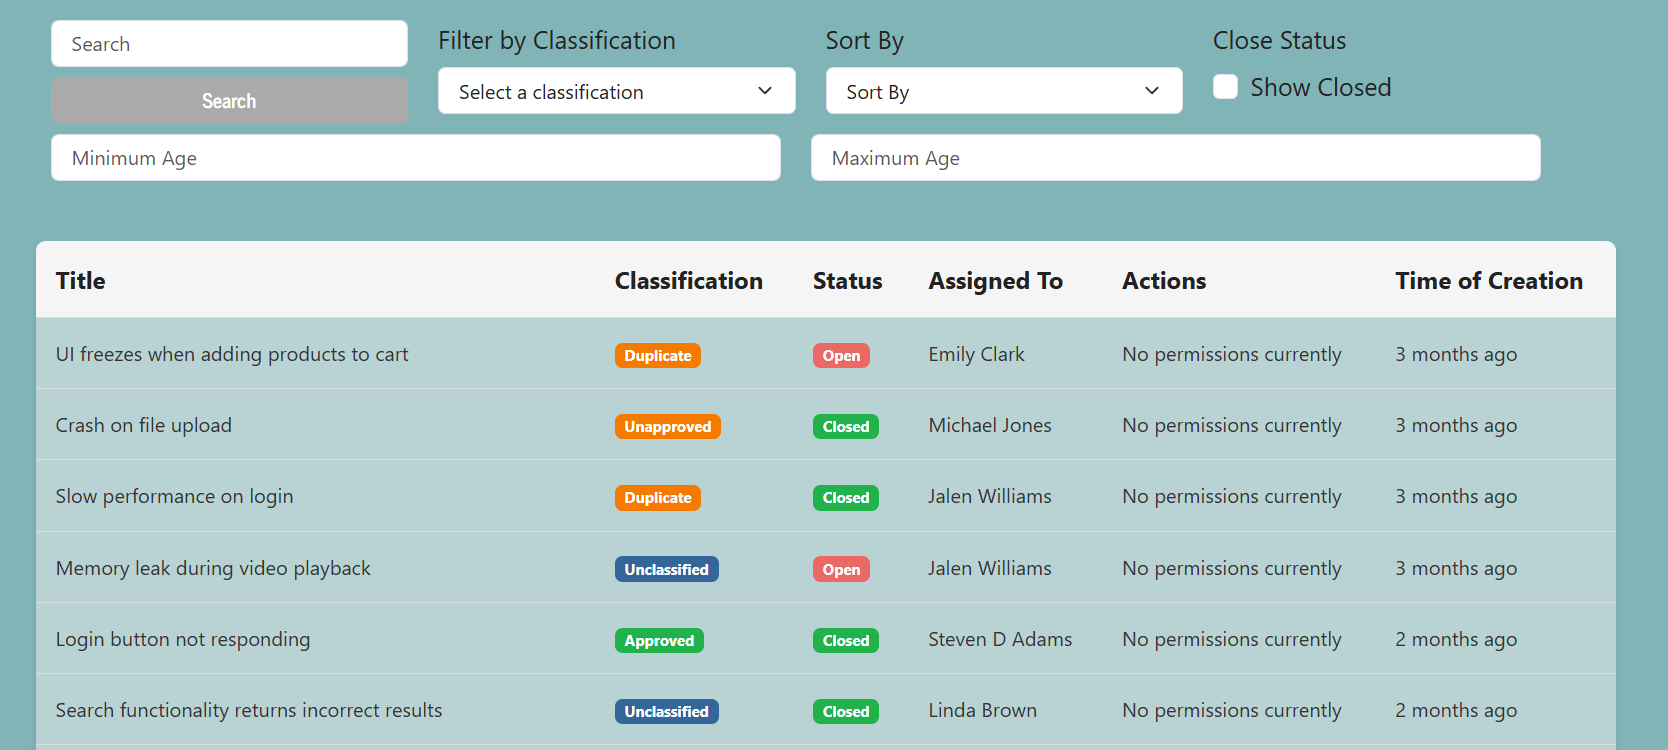 Search
Search
Filter by Classification
Select a classification
Sort By
Sort By
Close Status
Show Closed
Minimum Age
Maximum Age
Title Classification Status Assigned To Actions Time of Creation
UI freezes when adding products to cart Duplicate Open Emily Clark No permissions currently 3 months ago
Crash on file upload Unapproved Closed Michael Jones No permissions currently 3 months ago
Slow performance on login Duplicate Closed Jalen Williams No permissions currently 3 months ago
Memory leak during video playback Unclassified Open Jalen Williams No permissions currently 3 months ago
Login button not responding Approved Closed Steven D Adams No permissions currently 2 months ago
Search functionality returns incorrect results Unclassified Closed Linda Brown No permissions currently 2 months ago